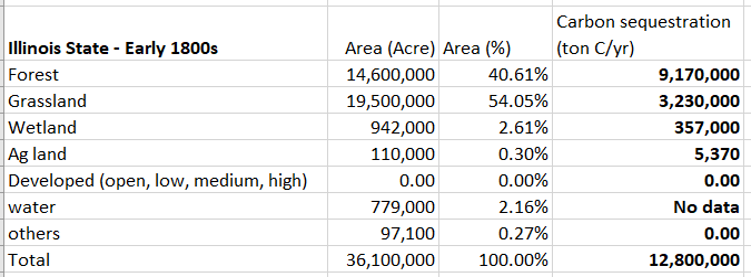 Carbon sequestration
Illinois State - Early 1800s Area (Acre) Area (%) (ton C/yr)
Forest 14,600,000 40.61% 9,170,000
Grassland 19,500,000 54.05% 3,230,000
Wetland 942,000 2.61% 357,000
Ag land 110,000 0.30% 5,370
Developed (open, low, medium, high) 0.00 0.00% 0.00
water 779,000 2.16% No data
others 97,100 0.27% 0.00
Total 36,100,000 100.00% 12,800,000